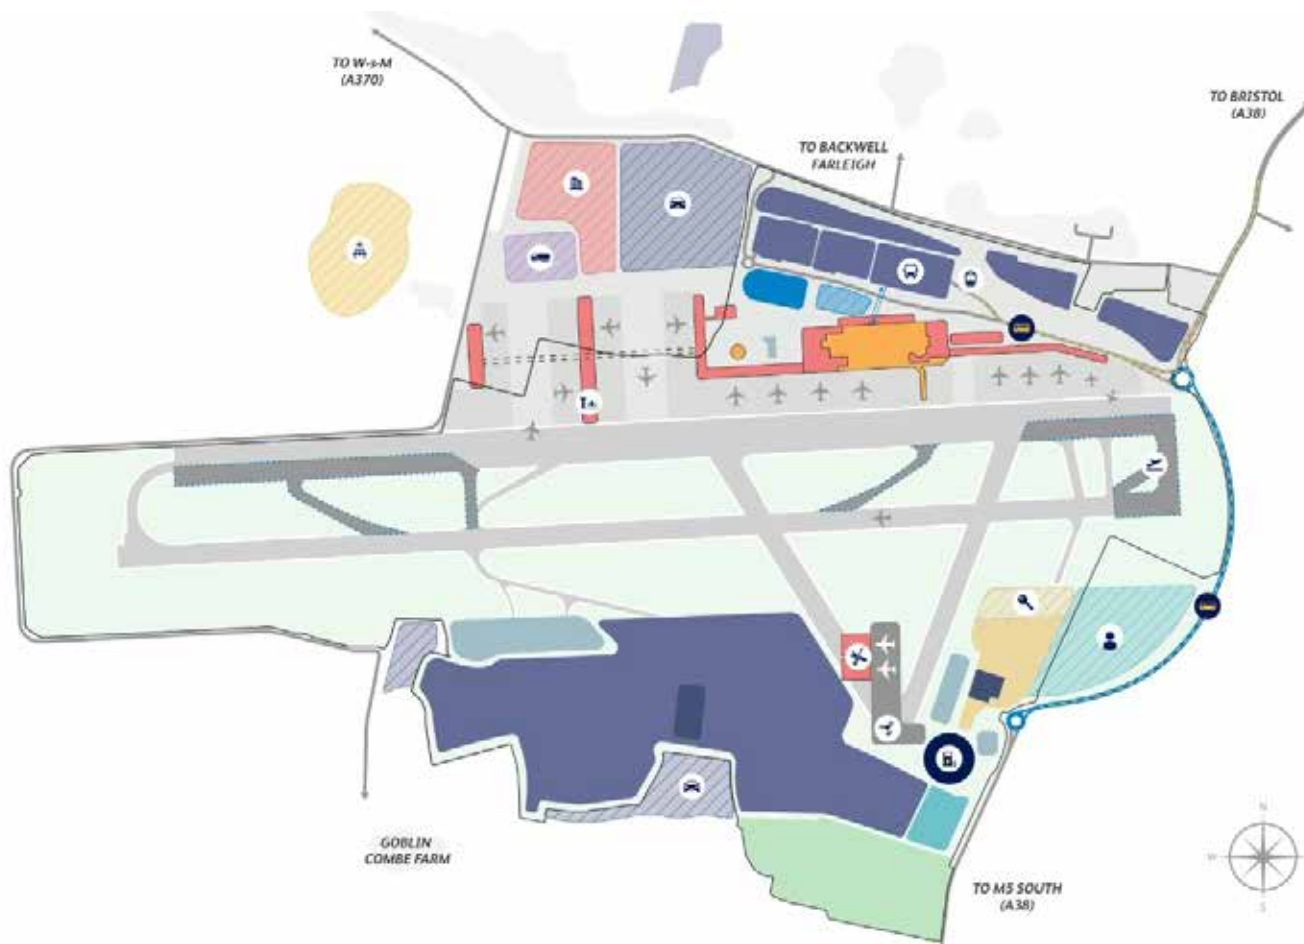 TO W-s-M
(A370)
TO BRISTOL
(A38)
TO BACKWELL
FARLEIGH
GOBLIN
COMBE FARM
TO M5 SOUTH
(A38)
N
W
S